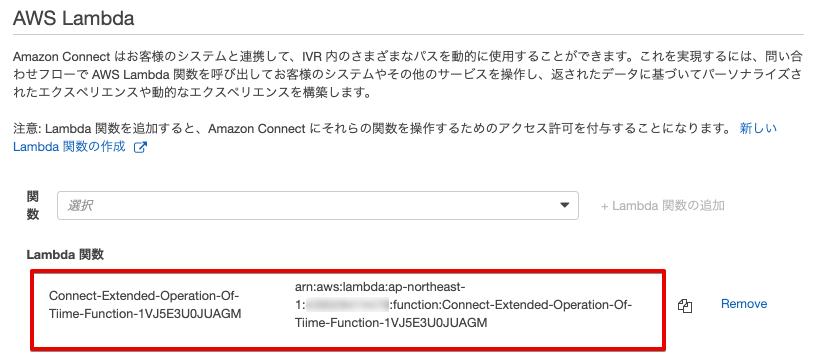 AWS Lambda
Amazon Connect はお客様のシステムと連携して、IVR 内のさまざまなパスを動的に使用することができます。これを実現するには、問い合
わせフローで AWS Lambda 関数を呼び出してお客様のシステムやその他のサービスを操作し、返されたデータに基づいてパーソナライズさ
れたエクスペリエンスや動的なエクスペリエンスを構築します。
注意: Lambda 関数を追加すると、Amazon Connect にそれらの関数を操作するためのアクセス許可を付与することになります。 新しい
Lambda 関数の作成
関
数
選択
+ Lambda 関数の追加
Lambda 関数
Connect-Extended-Operation-Of-
Tiime-Function-1VJ5E3U0JUAGM
arn:aws:lambda:ap-northeast-
1: :function:Connect-Extended-Operation-Of-
Tiime-Function-1VJ5E3U0JUAGM
Remove